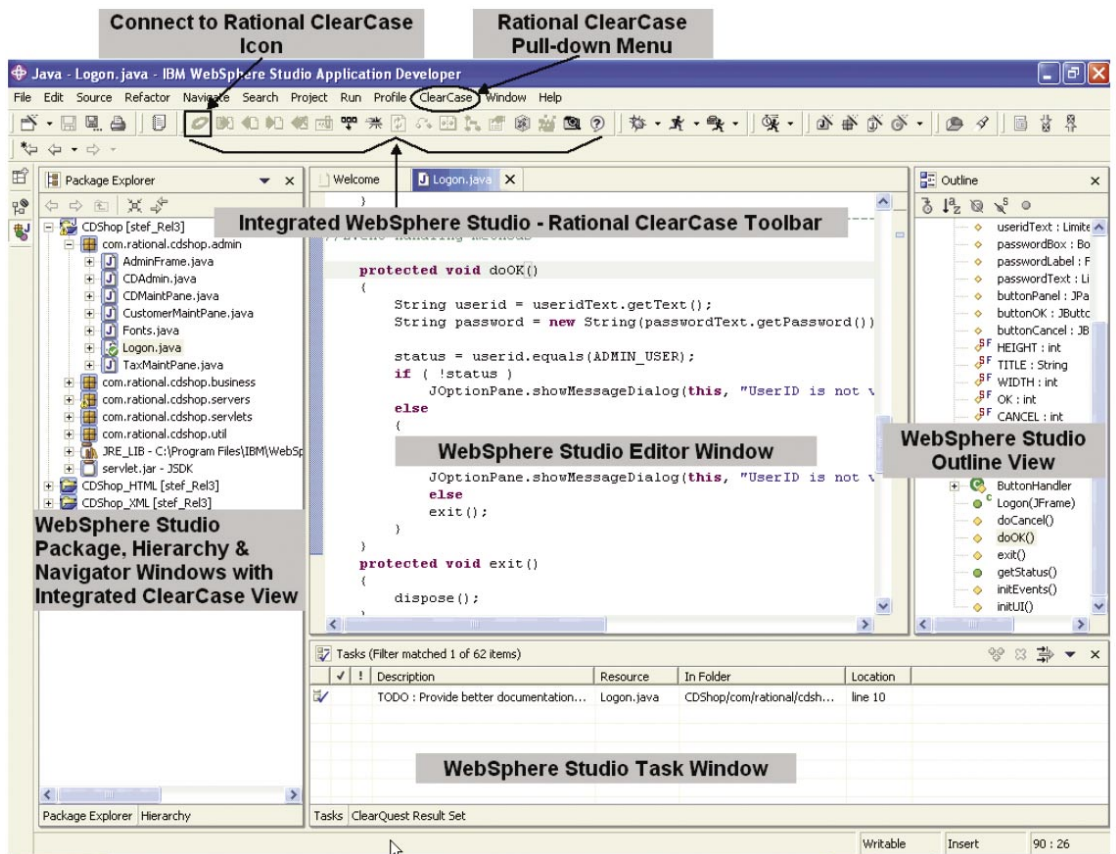 Connect to Rational ClearCase
Icon
Rational ClearCase
Pull-down Menu
Java - Logon.java - IBM WebSphere Studio Application Developer
File Edit Source Refactor Navigate Search Project Run Profile ClearCase Window Help
Package Explorer
Welcome
Logon.java
Outline
Integrated WebSphere Studio - Rational ClearCase Toolbar
CDShop [stef_Rel3]
com.rational.cdshop.admin
AdminFrame.java
CDAdmin.java
CDMaintPane.java
CustomerMaintPane.java
Fonts.java
Logon.java
TaxMaintPane.java
com.rational.cdshop.business
com.rational.cdshop.servers
com.rational.cdshop.servlets
com.rational.cdshop.util
JRE_LIB - C:\Program Files\IBM\WebSp
servlet.jar - JSDK
CDShop_HTML [stef_Rel3]
CDShop_XML [stef_Rel3]
WebSphere Studio
Package, Hierarchy &
Navigator Windows with
Integrated ClearCase View
Package Explorer Hierarchy
}
protected void doOK()
{
String userid = useridText.getText();
String password = new String(passwordText.getPassword())
status = userid.equals(ADMIN_USER);
if ( !status )
JOptionPane.showMessageDialog(this, "UserID is not v
else
{
WebSphere Studio Editor Window
JOptionPane.showMessageDialog(this, "UserID is not v
else
exit();
}
}
protected void exit()
{
dispose();
}
useridText : Limite
passwordBox : Bo
passwordLabel : F
passwordText : Li
buttonPanel : JPa
buttonOK : JButto
buttonCancel : JB
HEIGHT : int
TITLE : String
WIDTH : int
OK : int
CANCEL : int
WebSphere Studio
Outline View
ButtonHandler
Logon(JFrame)
doCancel()
doOK()
exit()
getStatus()
initEvents()
initUI()
Tasks (Filter matched 1 of 62 items)
✓ ! Description Resource In Folder Location
TODO : Provide better documentation... Logon.java CDShop/com/rational/cdsh... line 10
WebSphere Studio Task Window
Tasks ClearQuest Result Set
Writable Insert 90 : 26